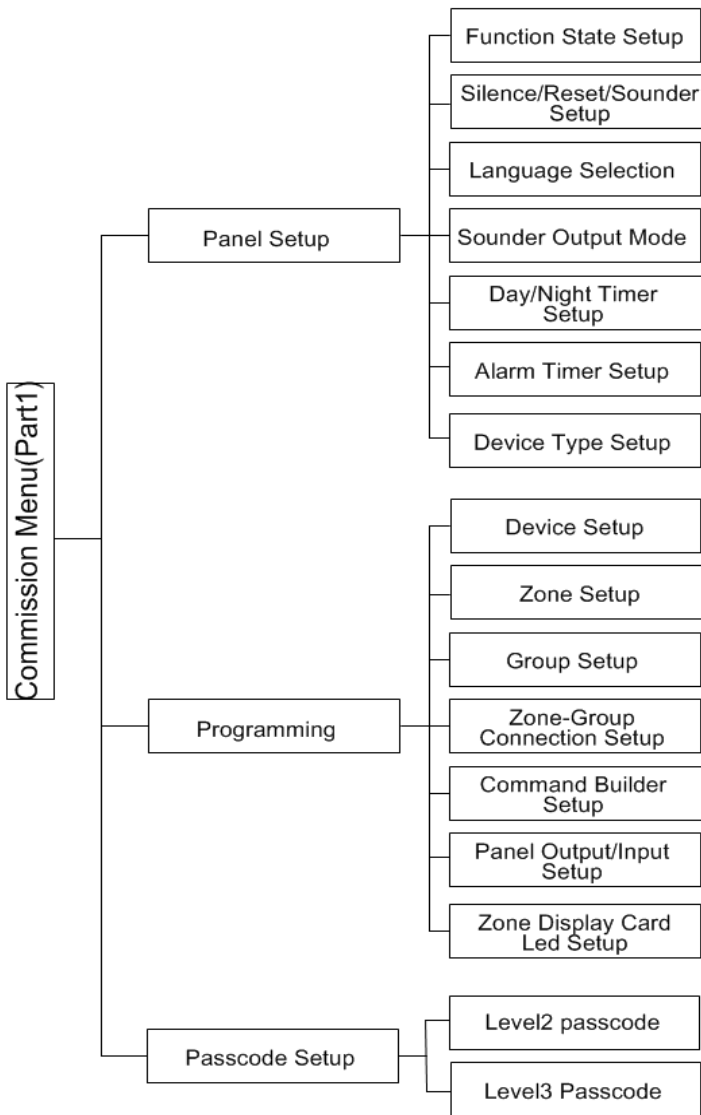 Commission Menu(Part1)
Panel Setup
Function State Setup
Silence/Reset/Sounder
Setup
Language Selection
Sounder Output Mode
Day/Night Timer
Setup
Alarm Timer Setup
Device Type Setup
Programming
Device Setup
Zone Setup
Group Setup
Zone-Group
Connection Setup
Command Builder
Setup
Panel Output/Input
Setup
Zone Display Card
Led Setup
Passcode Setup
Level2 passcode
Level3 Passcode